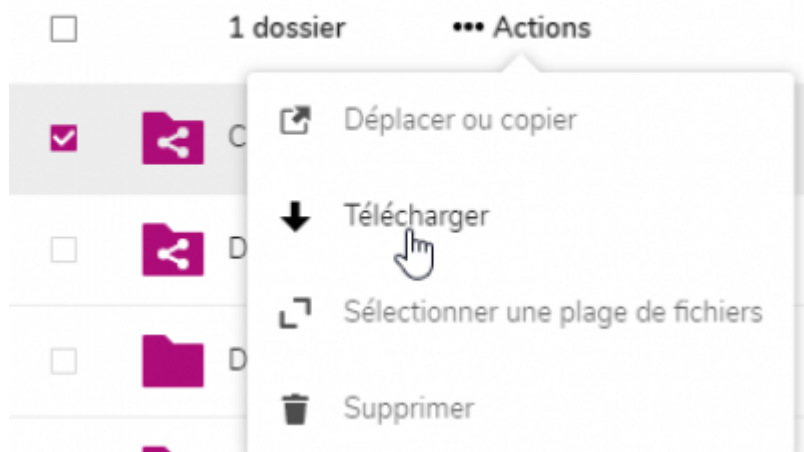 1 dossier ••• Actions
C
Déplacer ou copier
Télécharger
D
Sélectionner une plage de fichiers
D
Supprimer